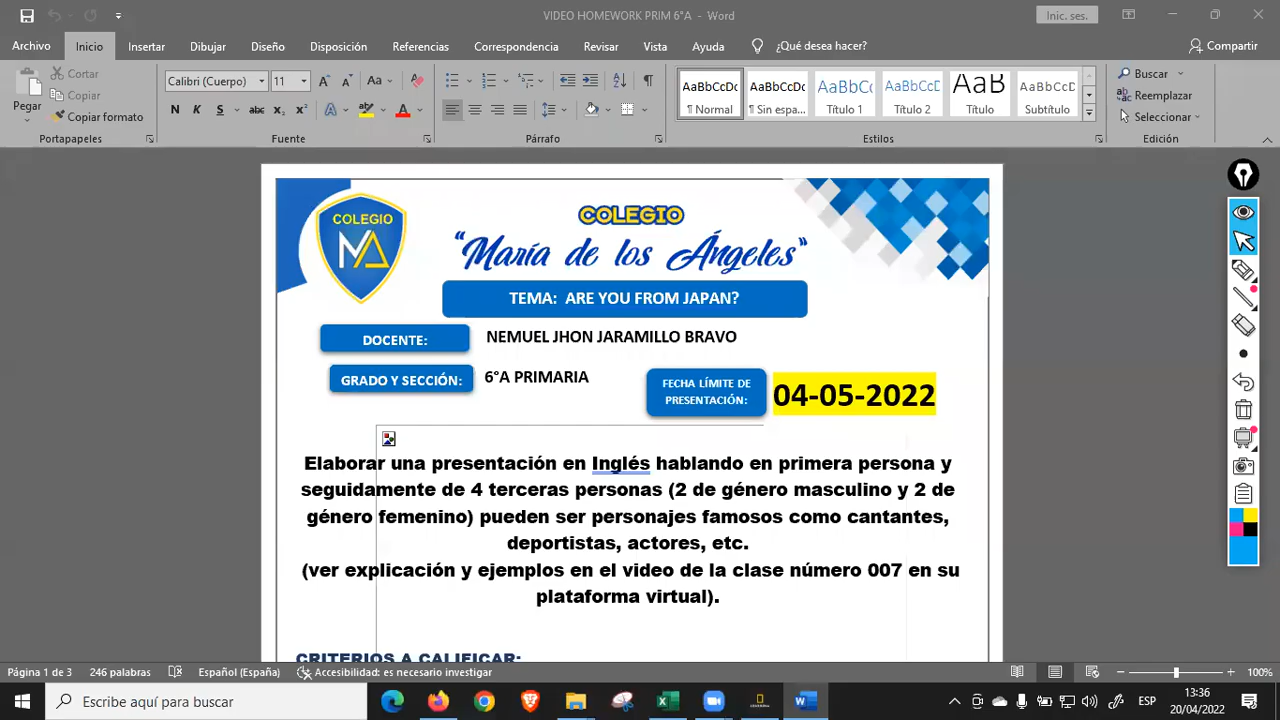 VIDEO HOMEWORK PRIM 6°A - Word
Inic. ses.
Archivo Inicio Insertar Dibujar Diseño Disposición Referencias Correspondencia Revisar Vista Ayuda ¿Qué desea hacer? Compartir
Pegar
Cortar
Copiar
Copiar formato
Portapapeles
Calibri (Cuerpo) 11
N K S abc x₂ x²
Fuente
Párrafo
AaBbCcDc AaBbCcDc AaBbCc AaBbCcD AaB AaBbCcD
¶ Normal ¶ Sin espa... Título 1 Título 2 Título Subtítulo
Estilos
Buscar
Reemplazar
Seleccionar
Edición
COLEGIO
MA
COLEGIO
"María de los Ángeles"
TEMA: ARE YOU FROM JAPAN?
DOCENTE: NEMUEL JHON JARAMILLO BRAVO
GRADO Y SECCIÓN: 6°A PRIMARIA
FECHA LÍMITE DE
PRESENTACIÓN:
04-05-2022
Elaborar una presentación en Inglés hablando en primera persona y
seguidamente de 4 terceras personas (2 de género masculino y 2 de
género femenino) pueden ser personajes famosos como cantantes,
deportistas, actores, etc.
(ver explicación y ejemplos en el video de la clase número 007 en su
plataforma virtual).
CRITERIOS A CALIFICAR:
Página 1 de 3 246 palabras Español (España) Accesibilidad: es necesario investigar 100%
Escribe aquí para buscar
ESP
13:36
20/04/2022